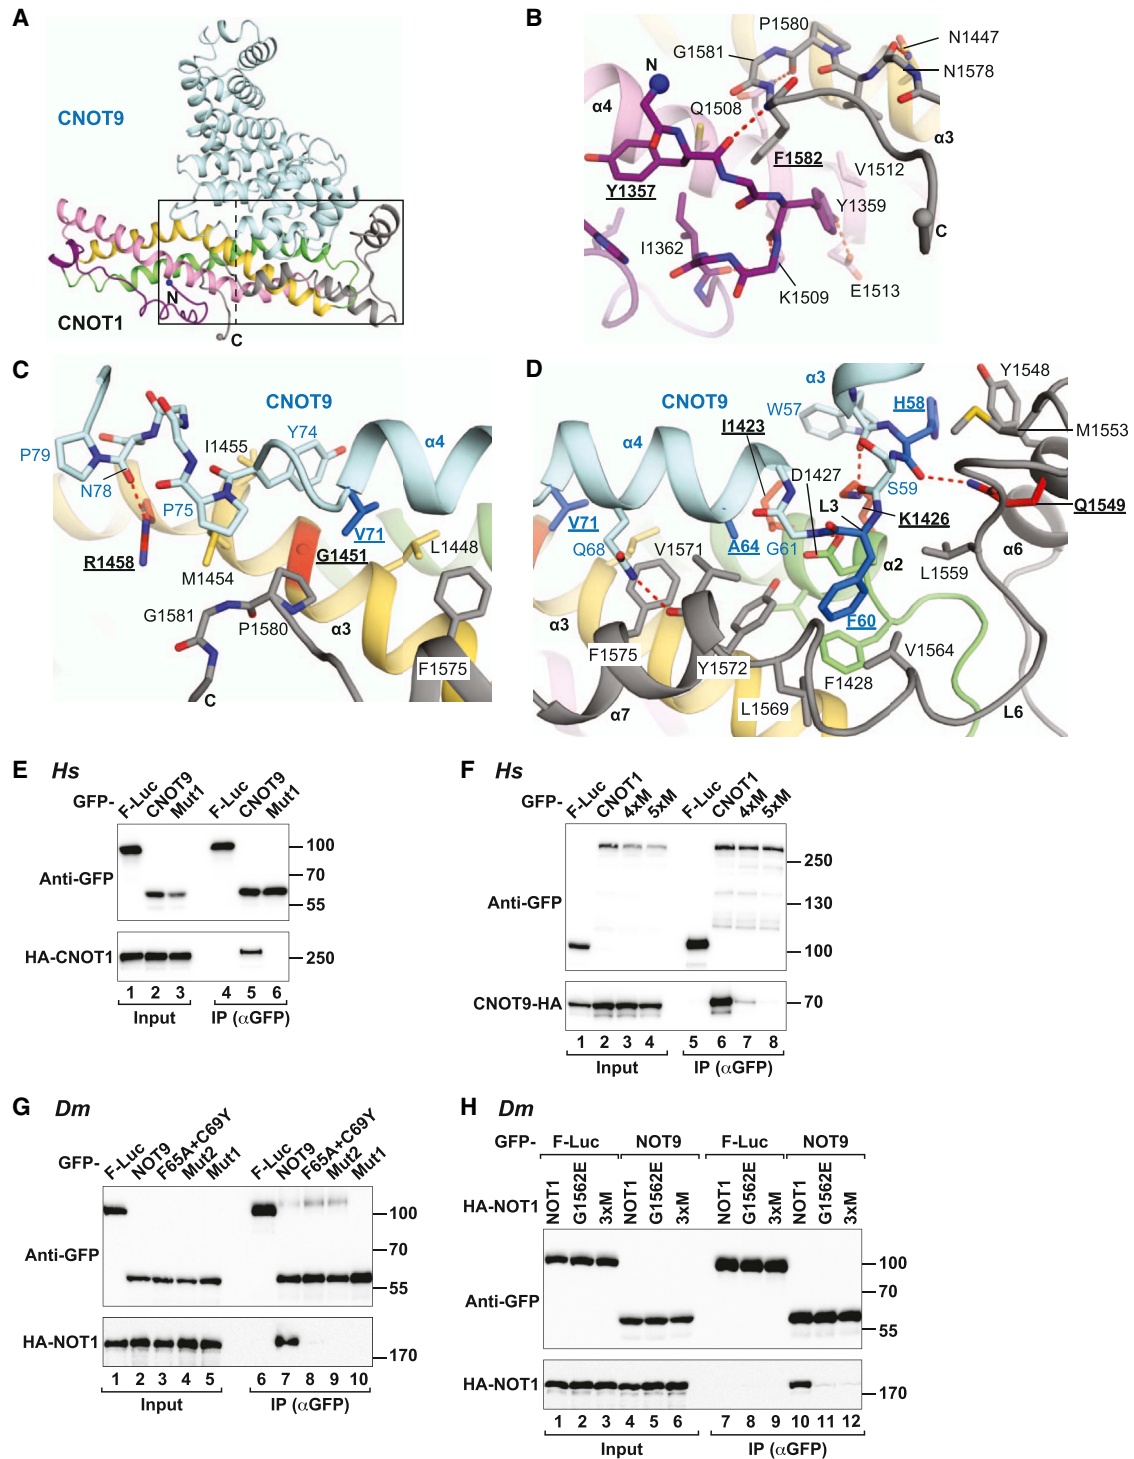 A
CNOT9
CNOT1
N
C
B
P1580
G1581
N1447
N1578
N
α4
Q1508
α3
F1582
V1512
Y1357
Y1359
I1362
C
K1509
E1513
C
CNOT9
I1455
Y74
α4
P79
N78
P75
V71
R1458
G1451
L1448
M1454
G1581
P1580
α3
F1575
C
D
CNOT9
α3
Y1548
W57
H58
I1423
α4
M1553
D1427
S59
L3
V71
K1426
Q1549
A64
G61
Q68
V1571
α2
α6
L1559
F60
α3
F1575
Y1572
V1564
F1428
α7
L1569
L6
E Hs
GFP- F-Luc CNOT9 Mut1 F-Luc CNOT9 Mut1
Anti-GFP
100
70
55
HA-CNOT1
250
1 2 3 4 5 6
Input IP (αGFP)
F Hs
GFP- F-Luc CNOT1 4xM 5xM F-Luc CNOT1 4xM 5xM
Anti-GFP
250
130
100
CNOT9-HA
70
1 2 3 4 5 6 7 8
Input IP (αGFP)
G Dm
GFP- F-Luc NOT9 F65A+C69Y Mut2 Mut1 F-Luc NOT9 F65A+C69Y Mut2 Mut1
Anti-GFP
100
70
55
HA-NOT1
170
1 2 3 4 5 6 7 8 9 10
Input IP (αGFP)
H Dm
GFP- F-Luc NOT9 F-Luc NOT9
HA-NOT1 NOT1 G1562E 3xM NOT1 G1562E 3xM NOT1 G1562E 3xM NOT1 G1562E 3xM
Anti-GFP
100
70
55
HA-NOT1
170
1 2 3 4 5 6 7 8 9 10 11 12
Input IP (αGFP)